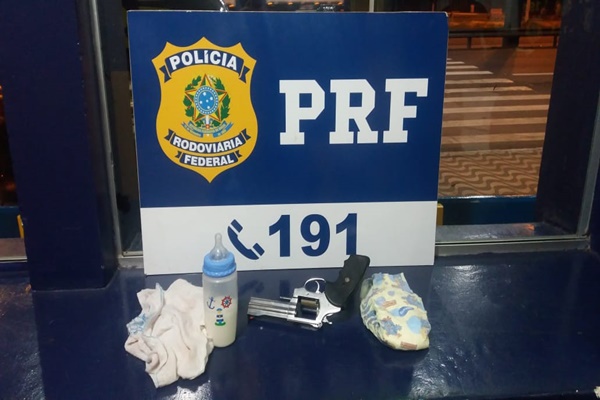 POLÍCIA
RODOVIÁRIA
FEDERAL
PRF
191